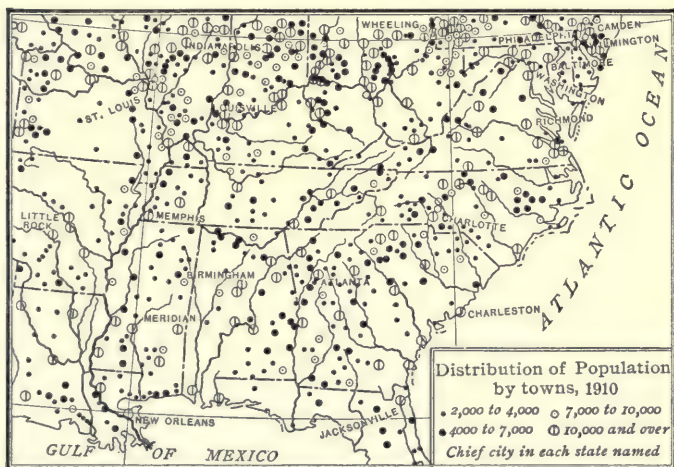 WHEELING
CAMDEN
PHILADELPHIA
INDIANAPOLIS
WILMINGTON
BALTIMORE
WASHINGTON
ST. LOUIS
LOUISVILLE
RICHMOND
ATLANTIC OCEAN
LITTLE
ROCK
MEMPHIS
CHARLOTTE
BIRMINGHAM
ATLANTA
MERIDIAN
CHARLESTON
NEW ORLEANS
JACKSONVILLE
GULF OF MEXICO
Distribution of Population
by towns, 1910
2,000 to 4,000 7,000 to 10,000
4000 to 7,000 10,000 and over
Chief city in each state named